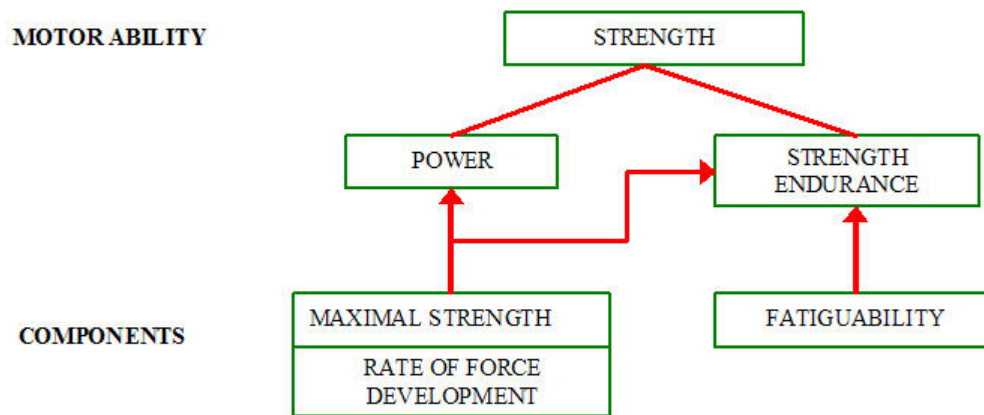 MOTOR ABILITY
STRENGTH
POWER
STRENGTH
ENDURANCE
MAXIMAL STRENGTH
FATIGUABILITY
COMPONENTS
RATE OF FORCE
DEVELOPMENT